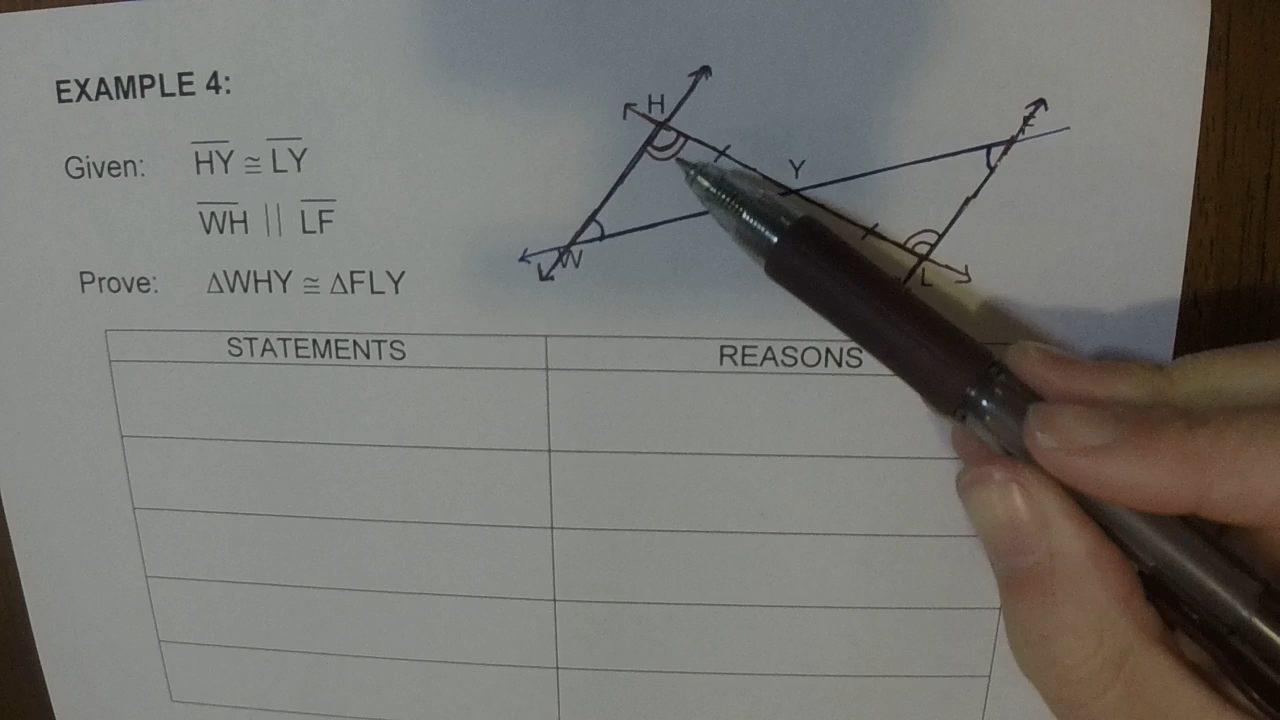 EXAMPLE 4:
Given: HY ≅ LY
WH || LF
Prove: ΔWHY ≅ ΔFLY
H
Y
F
W
L
STATEMENTS REASONS